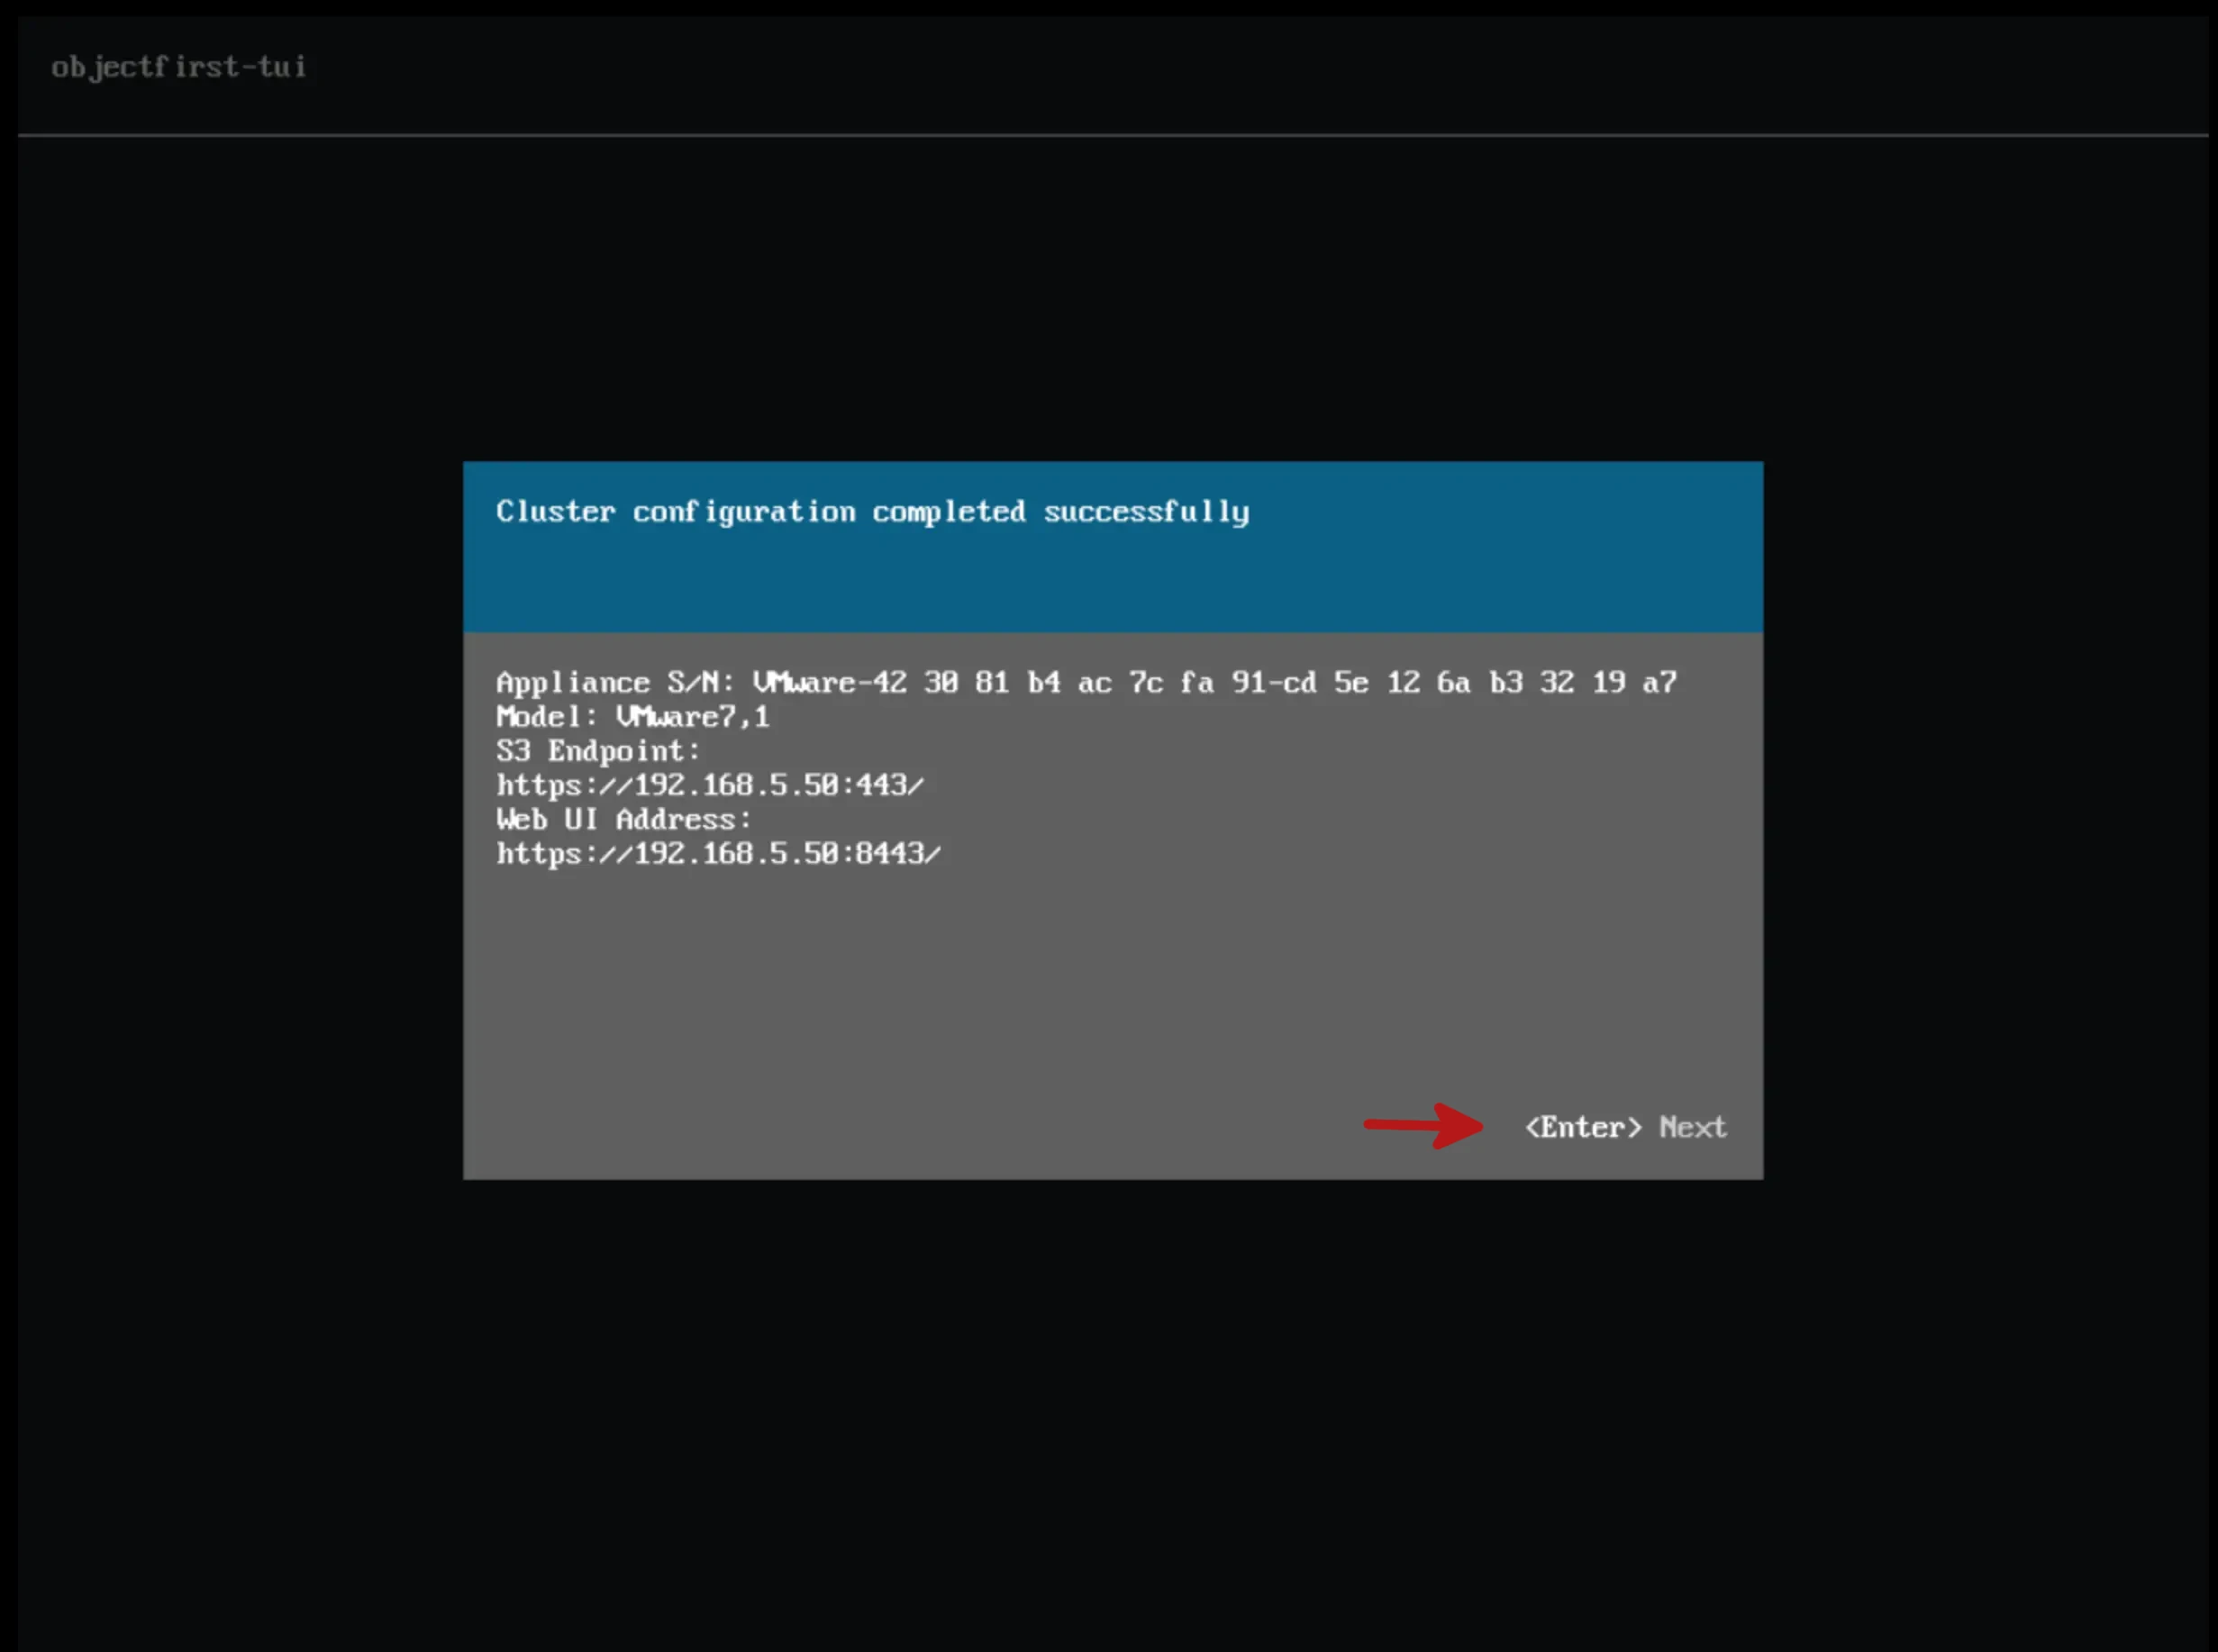 objectfirst-tui
Cluster configuration completed successfully
Appliance S/N: VMware-42 30 81 b4 ac 7c fa 91-cd 5e 12 6a b3 32 19 a7
Model: VMware7,1
S3 Endpoint:
https://192.168.5.50:443/
Web UI Address:
https://192.168.5.50:8443/
<Enter> Next